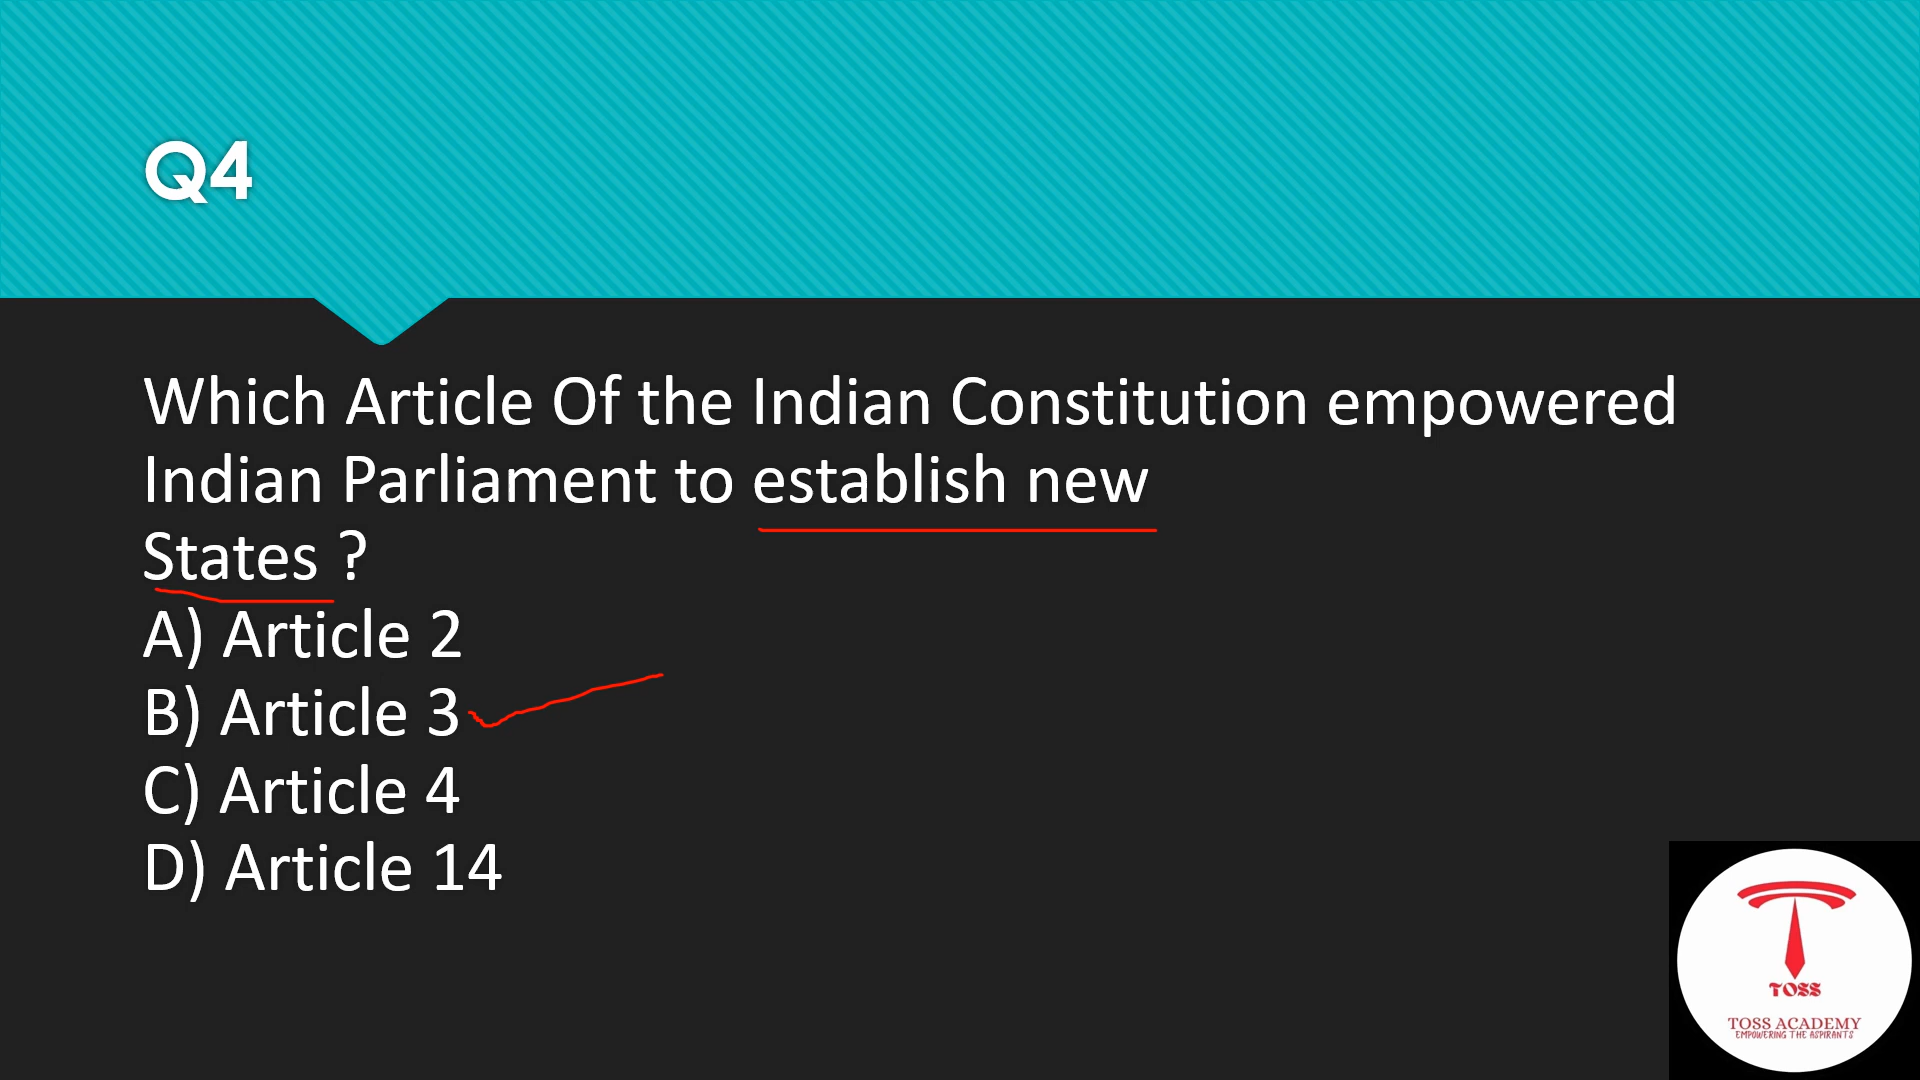 Q4
Which Article Of the Indian Constitution empowered
Indian Parliament to establish new
States ?
A) Article 2
B) Article 3
C) Article 4
D) Article 14
TOSS
TOSS ACADEMY
EMPOWERING THE ASPIRANTS